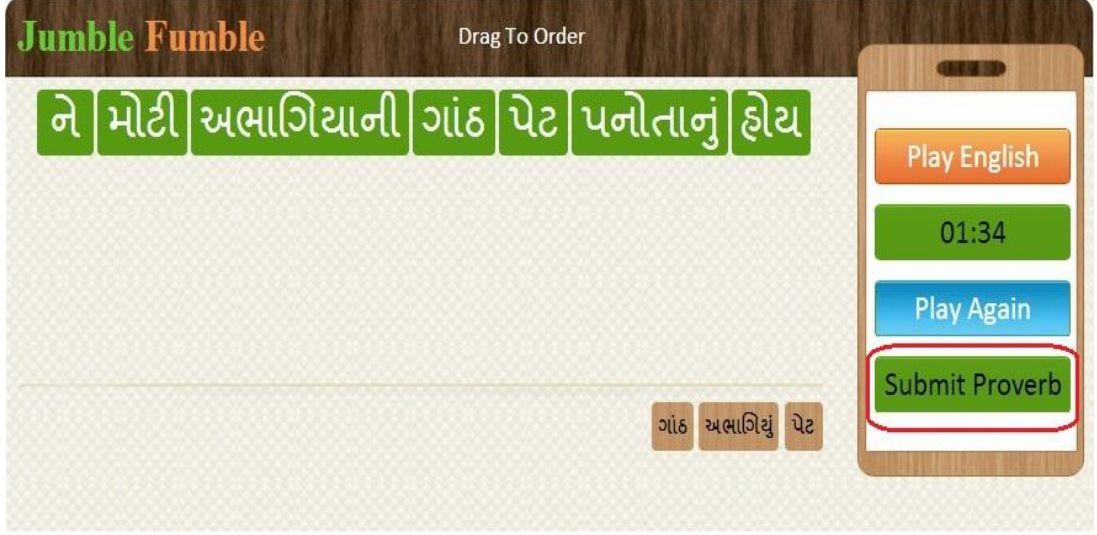 Jumble Fumble
Drag To Order
ને મોટી અભાગિયાની ગાંઠ પેટ પનોતાનું હોય
Play English
01:34
Play Again
Submit Proverb
ગાંઠ અભાગિયું પેટ